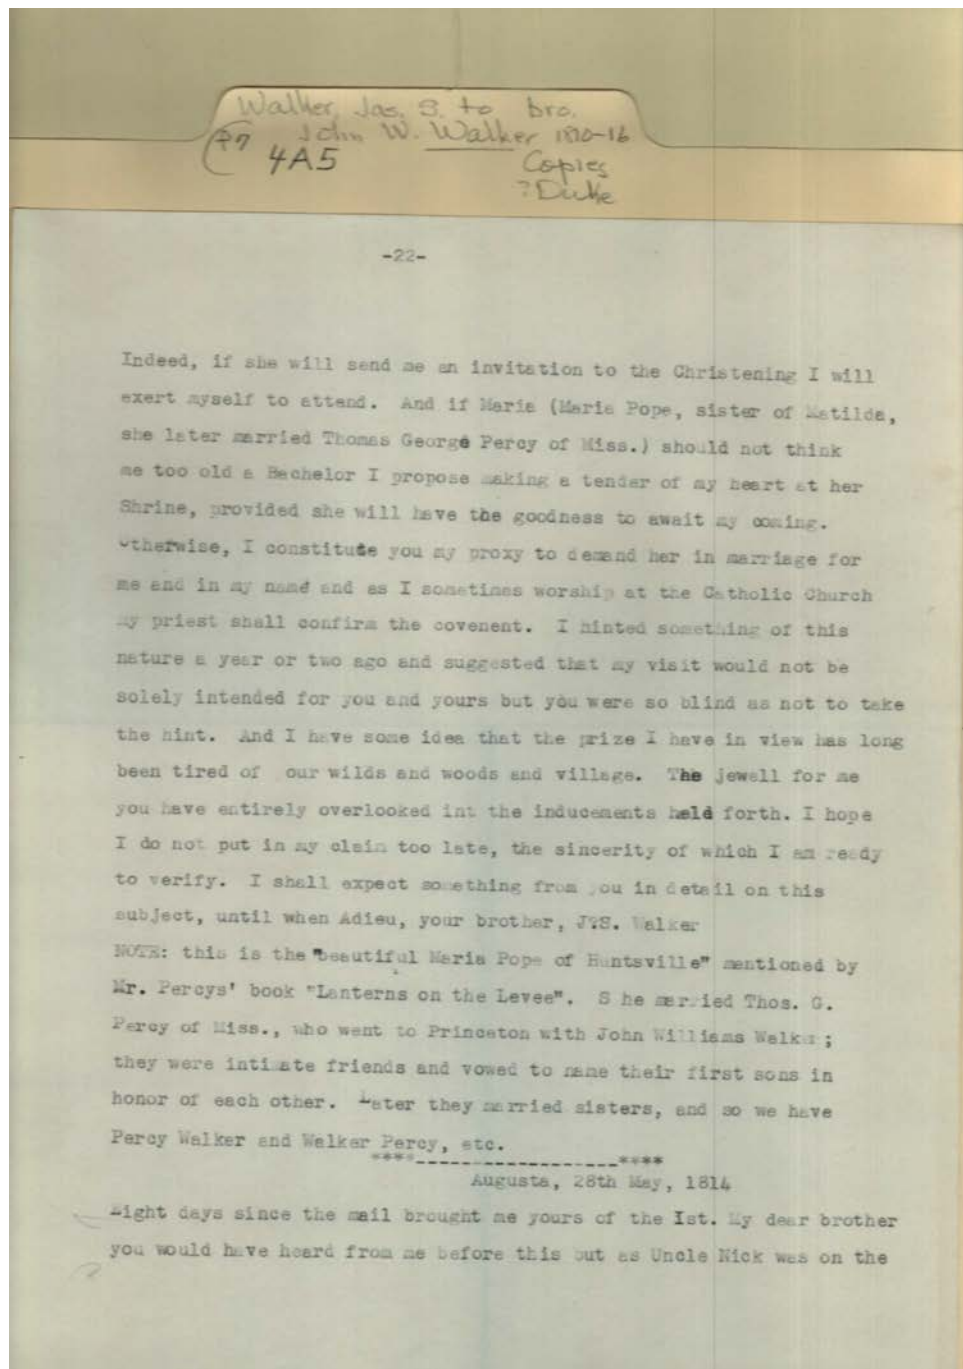 Walker, Jas. S. to bro.
John W. Walker 1810-16
4A5
Copies
? Duke
-22-
Indeed, if she will send me an invitation to the Christening I will
exert myself to attend. And if Maria (Maria Pope, sister of Matilda,
she later married Thomas George Percy of Miss.) should not think
me too old a Bachelor I propose making a tender of my heart at her
Shrine, provided she will have the goodness to await my coming.
Otherwise, I constitute you my proxy to demand her in marriage for
me and in my name and as I sometimes worship at the Catholic Church
my priest shall confirm the covenent. I hinted something of this
nature a year or two ago and suggested that my visit would not be
solely intended for you and yours but you were so blind as not to take
the hint. And I have some idea that the prize I have in view has long
been tired of our wilds and woods and village. The jewell for me
you have entirely overlooked int the inducements held forth. I hope
I do not put in my claim too late, the sincerity of which I am ready
to verify. I shall expect something from you in detail on this
subject, until when Adieu, your brother, J.S. Walker
NOTE: this is the "beautiful Maria Pope of Huntsville" mentioned by
Mr. Percys' book "Lanterns on the Levee". S he married Thos. G.
Percy of Miss., who went to Princeton with John Williams Walker;
they were intimate friends and vowed to name their first sons in
honor of each other. Later they married sisters, and so we have
Percy Walker and Walker Percy, etc.
****-------------------****
Augusta, 28th May, 1814
Eight days since the mail brought me yours of the Ist. My dear brother
you would have heard from me before this but as Uncle Nick was on the